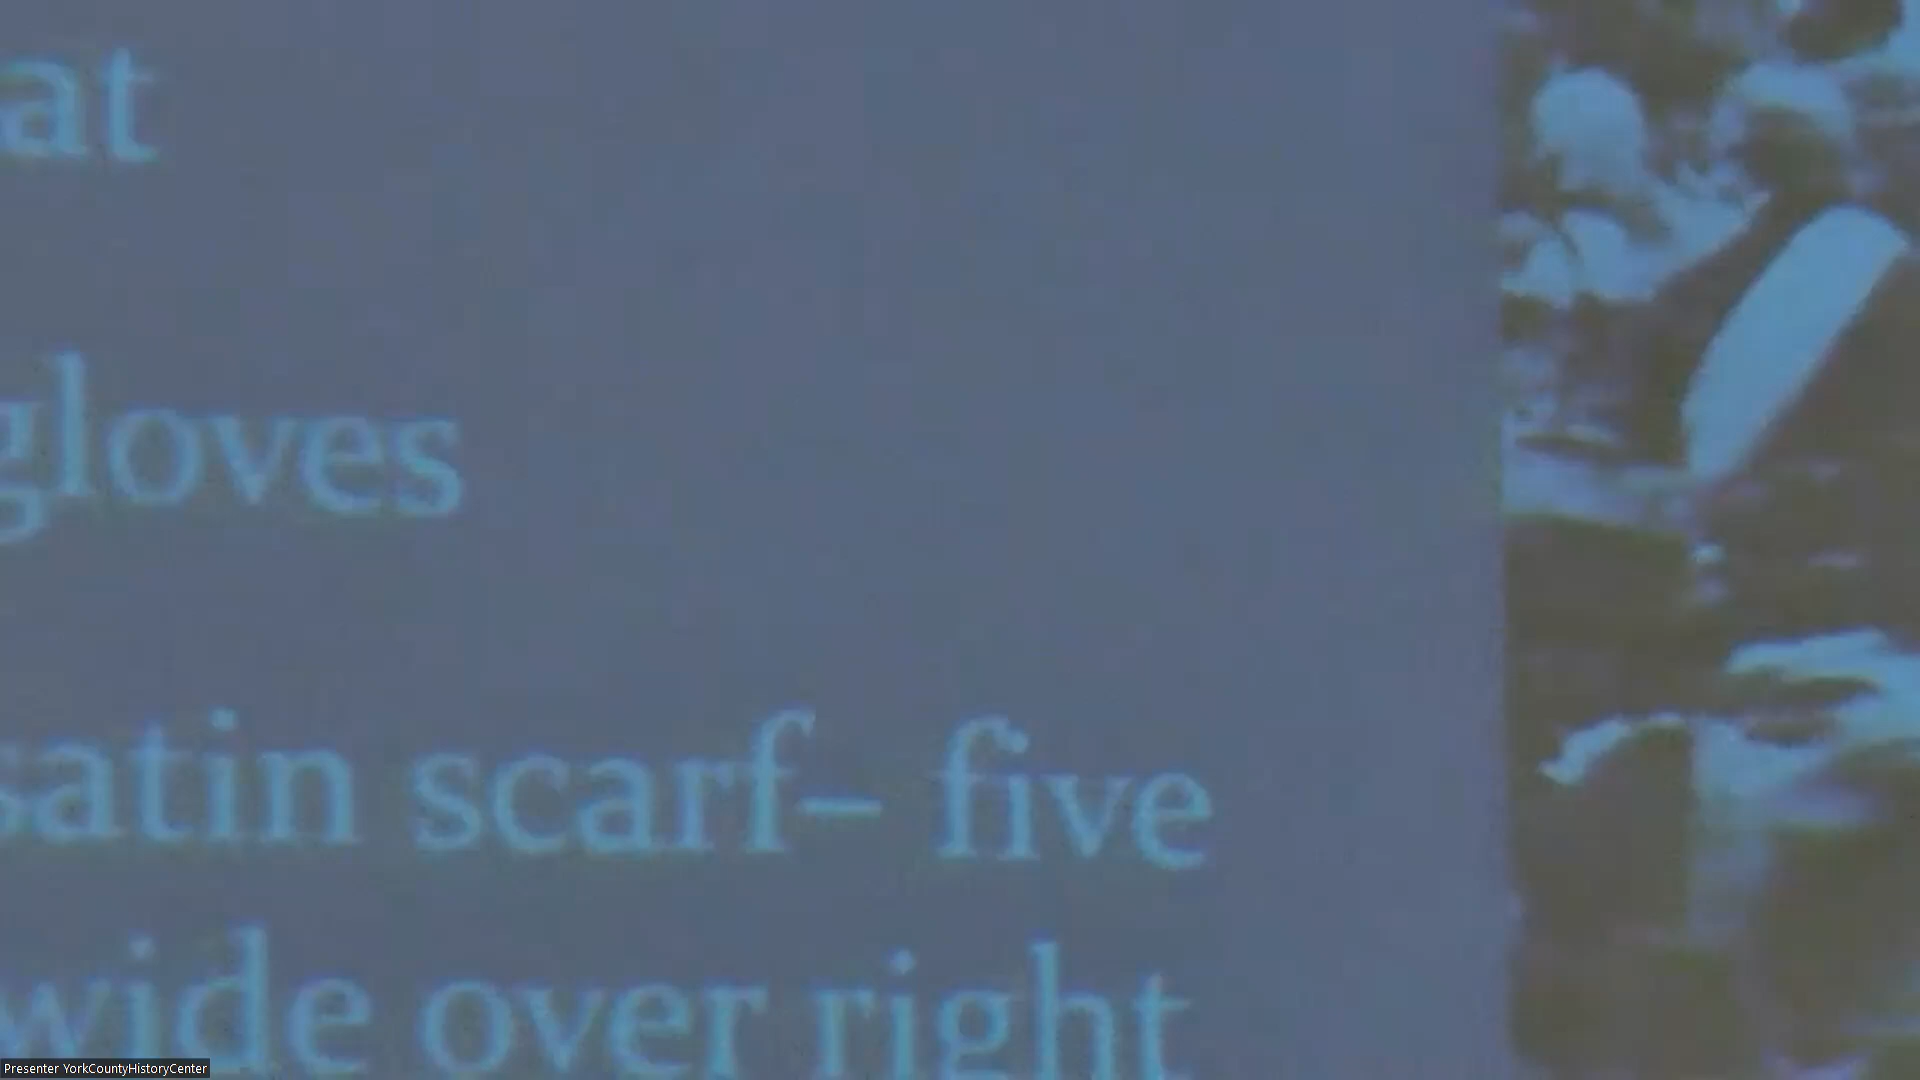 at
gloves
satin scarf– five
wide over right
Presenter YorkCountyHistoryCenter